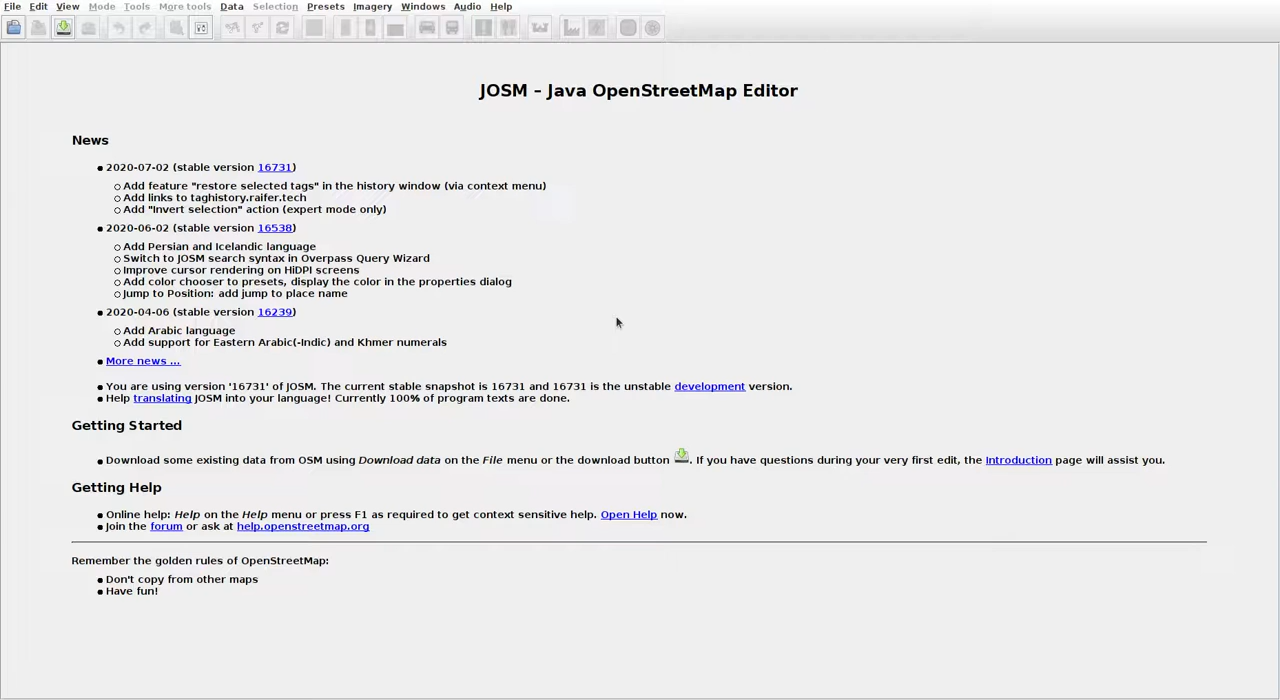 File Edit View Mode Tools More tools Data Selection Presets Imagery Windows Audio Help
JOSM – Java OpenStreetMap Editor
News
2020-07-02 (stable version 16731)
Add feature "restore selected tags" in the history window (via context menu)
Add links to taghistory.raifer.tech
Add "Invert selection" action (expert mode only)
2020-06-02 (stable version 16538)
Add Persian and Icelandic language
Switch to JOSM search syntax in Overpass Query Wizard
Improve cursor rendering on HiDPI screens
Add color chooser to presets, display the color in the properties dialog
Jump to Position: add jump to place name
2020-04-06 (stable version 16239)
Add Arabic language
Add support for Eastern Arabic(-Indic) and Khmer numerals
More news ...
You are using version '16731' of JOSM. The current stable snapshot is 16731 and 16731 is the unstable development version.
Help translating JOSM into your language! Currently 100% of program texts are done.
Getting Started
Download some existing data from OSM using Download data on the File menu or the download button . If you have questions during your very first edit, the Introduction page will assist you.
Getting Help
Online help: Help on the Help menu or press F1 as required to get context sensitive help. Open Help now.
Join the forum or ask at help.openstreetmap.org
Remember the golden rules of OpenStreetMap:
Don't copy from other maps
Have fun!